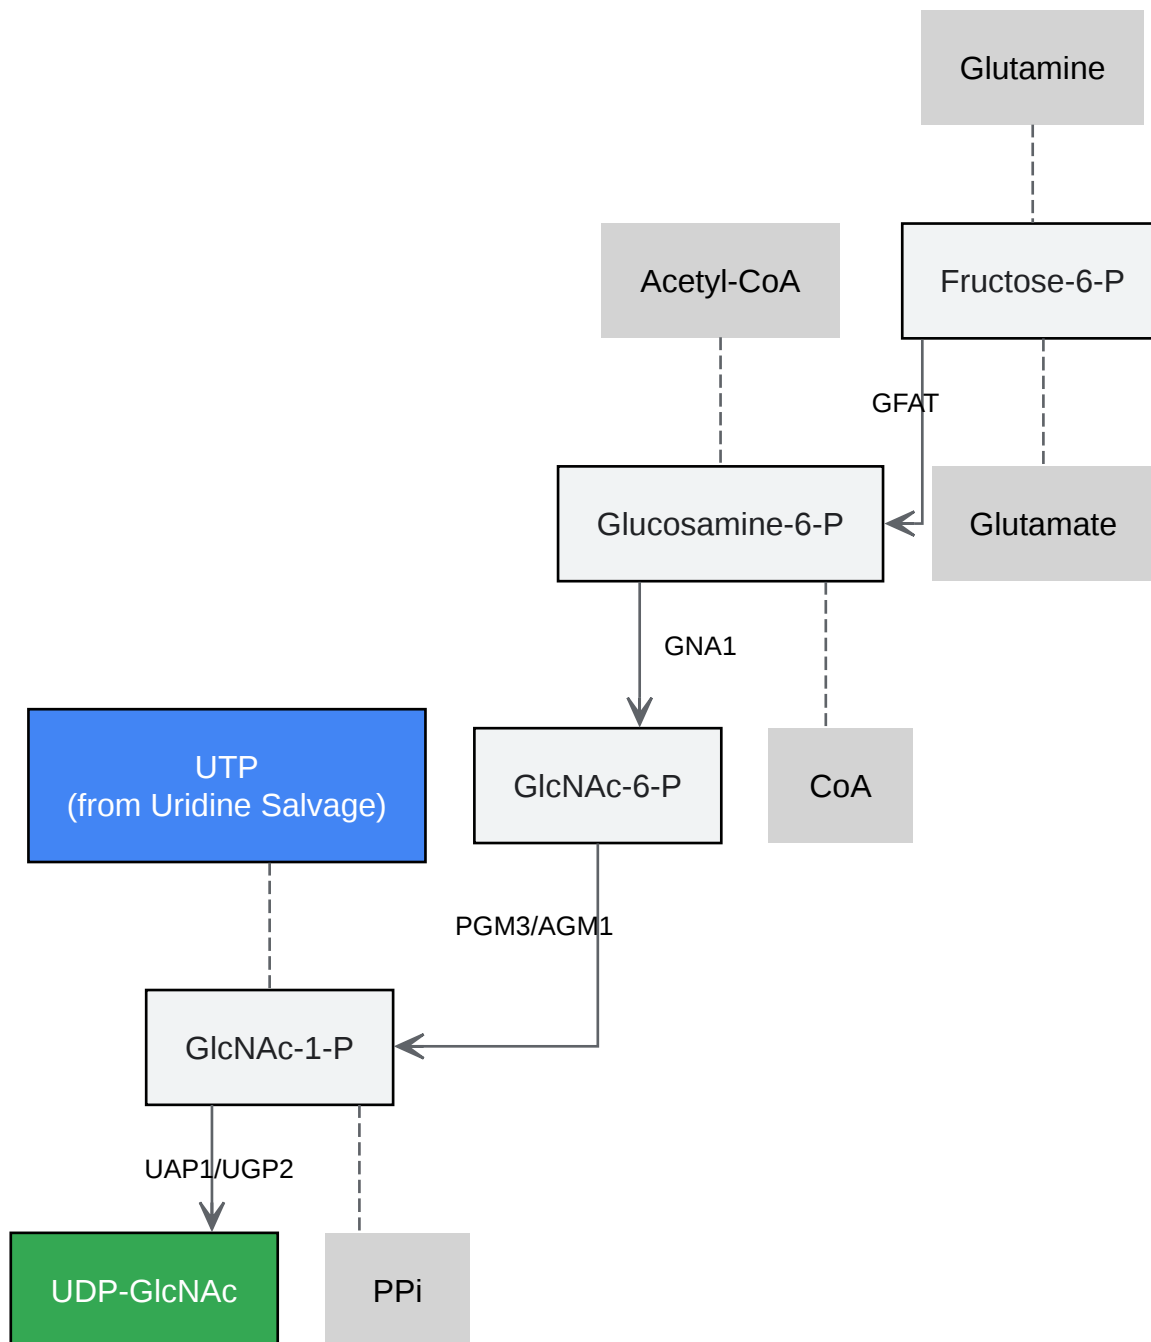 Glutamine
Acetyl-CoA
Fructose-6-P
GFAT
Glucosamine-6-P
Glutamate
GNA1
UTP
(from Uridine Salvage)
GlcNAc-6-P
CoA
PGM3/AGM1
GlcNAc-1-P
UAP1/UGP2
UDP-GlcNAc
PPi